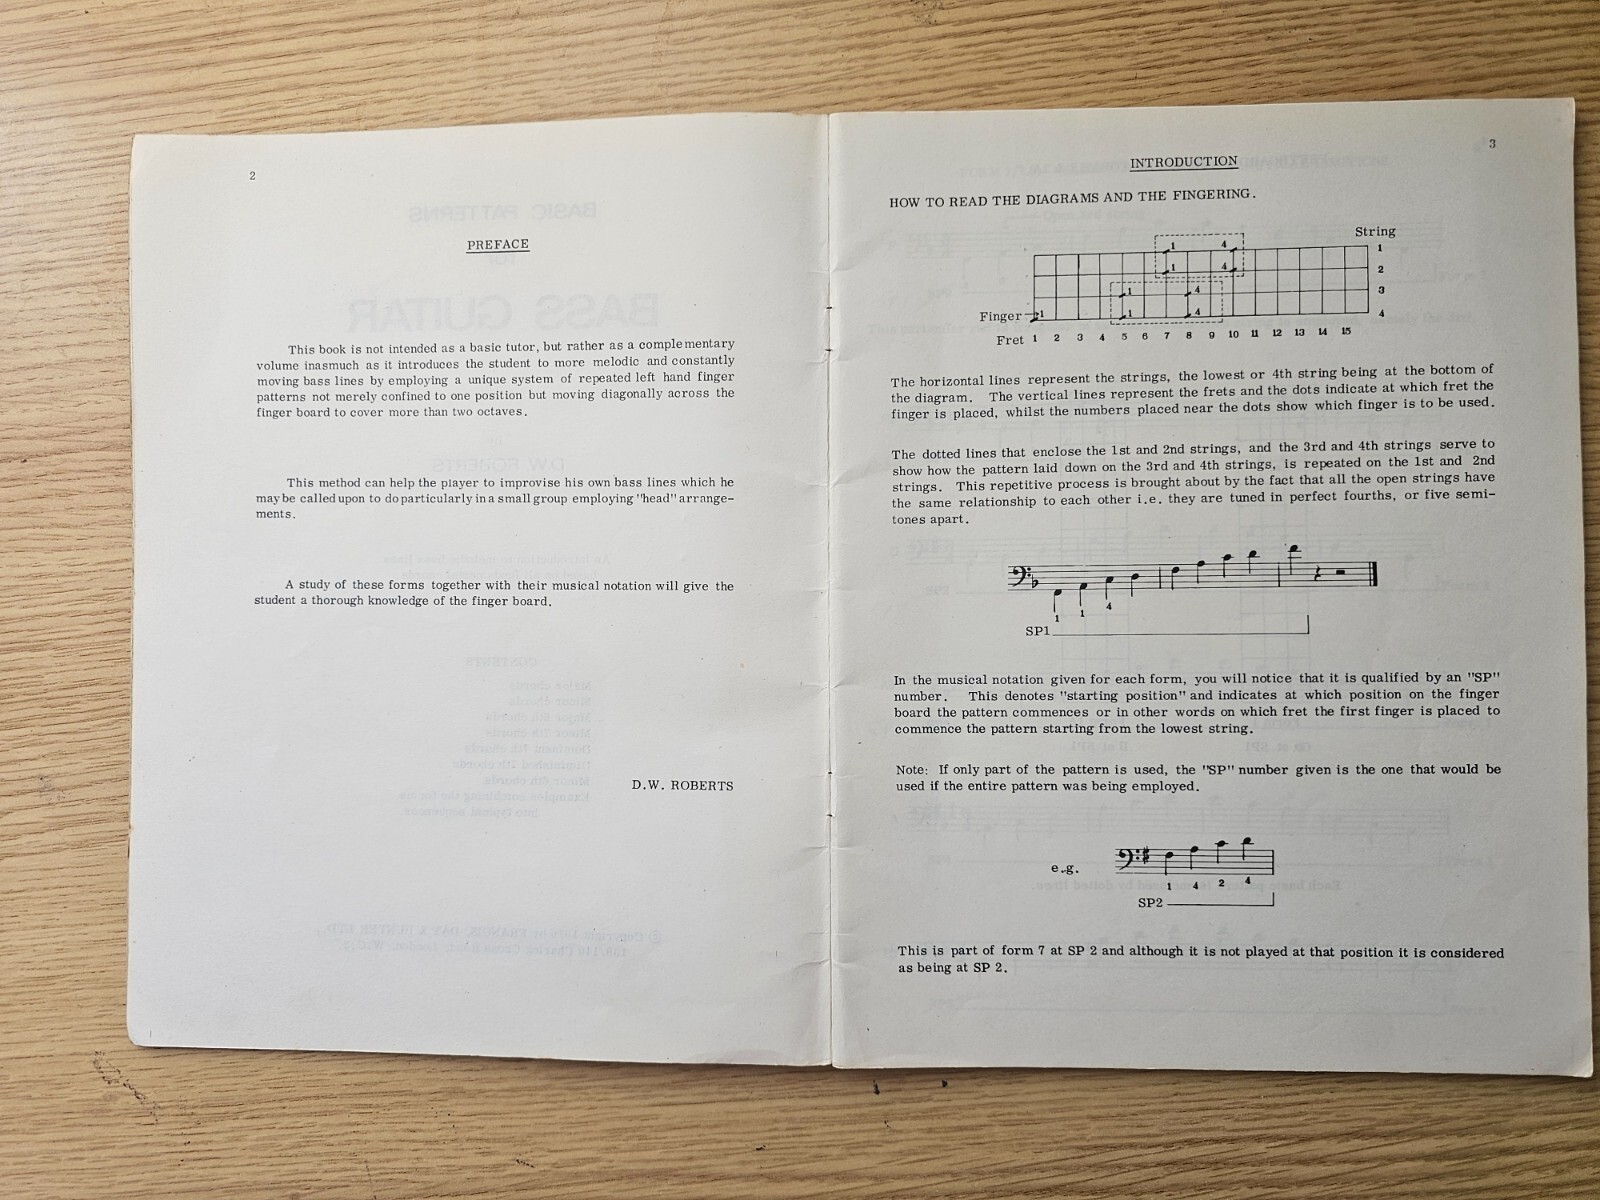 2
PREFACE
This book is not intended as a basic tutor, but rather as a complementary
volume inasmuch as it introduces the student to more melodic and constantly
moving bass lines by employing a unique system of repeated left hand finger
patterns not merely confined to one position but moving diagonally across the
finger board to cover more than two octaves.
This method can help the player to improvise his own bass lines which he
may be called upon to do particularly in a small group employing "head" arrange-
ments.
A study of these forms together with their musical notation will give the
student a thorough knowledge of the finger board.
D.W. ROBERTS
3
INTRODUCTION
HOW TO READ THE DIAGRAMS AND THE FINGERING.
String
1 4 1
1 4 2
1 4 3
Finger 1 1 4 4
Fret 1 2 3 4 5 6 7 8 9 10 11 12 13 14 15
The horizontal lines represent the strings, the lowest or 4th string being at the bottom of
the diagram. The vertical lines represent the frets and the dots indicate at which fret the
finger is placed, whilst the numbers placed near the dots show which finger is to be used.
The dotted lines that enclose the 1st and 2nd strings, and the 3rd and 4th strings serve to
show how the pattern laid down on the 3rd and 4th strings, is repeated on the 1st and 2nd
strings. This repetitive process is brought about by the fact that all the open strings have
the same relationship to each other i.e. they are tuned in perfect fourths, or five semi-
tones apart.
1 1 4
SP1
In the musical notation given for each form, you will notice that it is qualified by an "SP"
number. This denotes "starting position" and indicates at which position on the finger
board the pattern commences or in other words on which fret the first finger is placed to
commence the pattern starting from the lowest string.
Note: If only part of the pattern is used, the "SP" number given is the one that would be
used if the entire pattern was being employed.
e.g.
1 4 2 4
SP2
This is part of form 7 at SP 2 and although it is not played at that position it is considered
as being at SP 2.